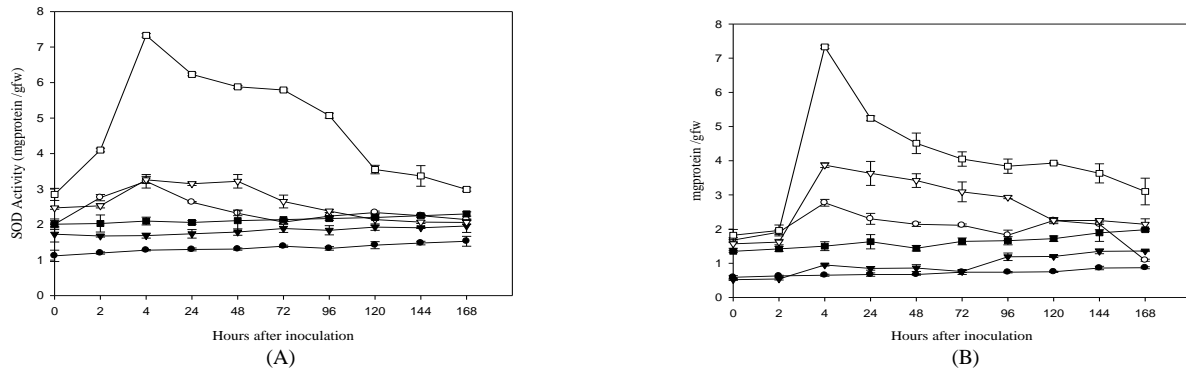 8
7
6
5
4
3
2
1
0
SOD Activity (mgprotein /gfw)
0 2 4 24 48 72 96 120 144 168
Hours after inoculation
(A)
8
7
6
5
4
3
2
1
0
mgprotein /gfw
0 2 4 24 48 72 96 120 144 168
Hours after inoculation
(B)